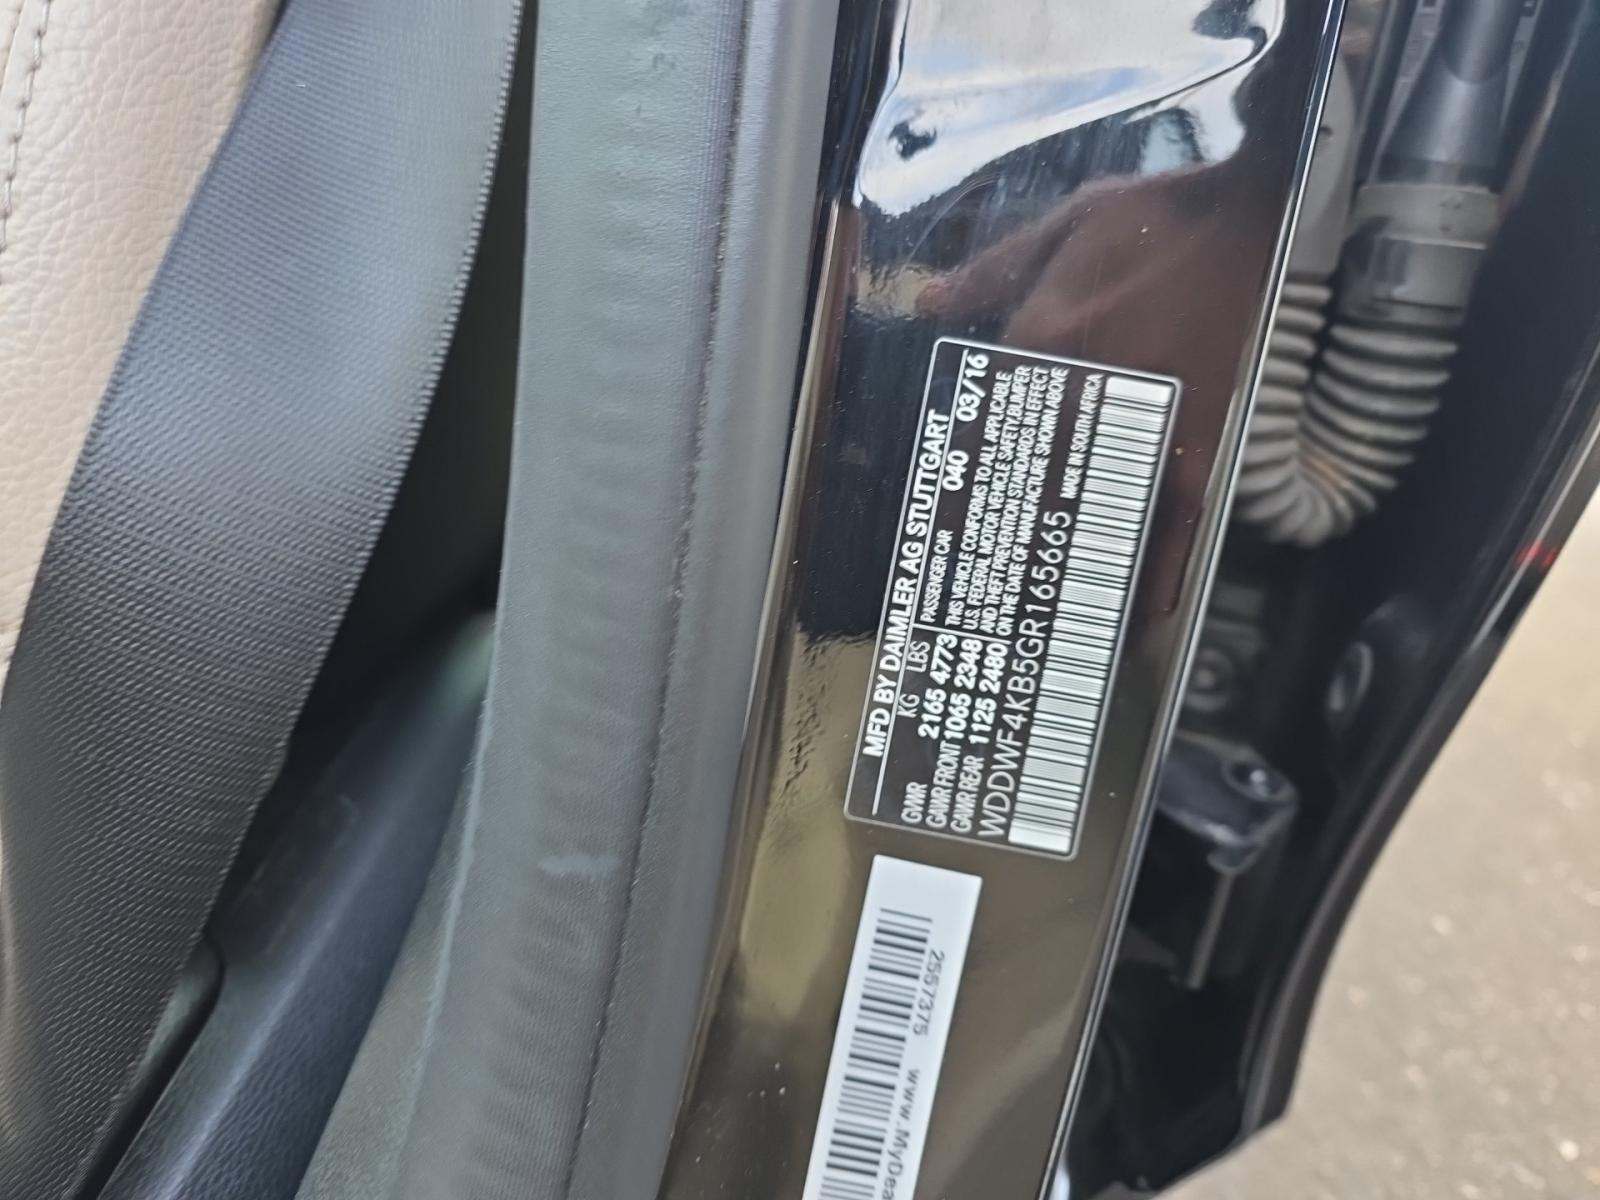 MFD BY DAIMLER AG STUTTGART
KG LBS PASSENGER CAR 040 03/16
GVWR 2165 4773 THIS VEHICLE CONFORMS TO ALL APPLICABLE
GAWR FRONT 1065 2348 U.S. FEDERAL MOTOR VEHICLE SAFETY,BUMPER
GAWR REAR 1125 2480 AND THEFT PREVENTION STANDARDS IN EFFECT
ON THE DATE OF MANUFACTURE SHOWN ABOVE
WDDWF4KB5GR165665 MADE IN SOUTH AFRICA
2557375 www.MyDea